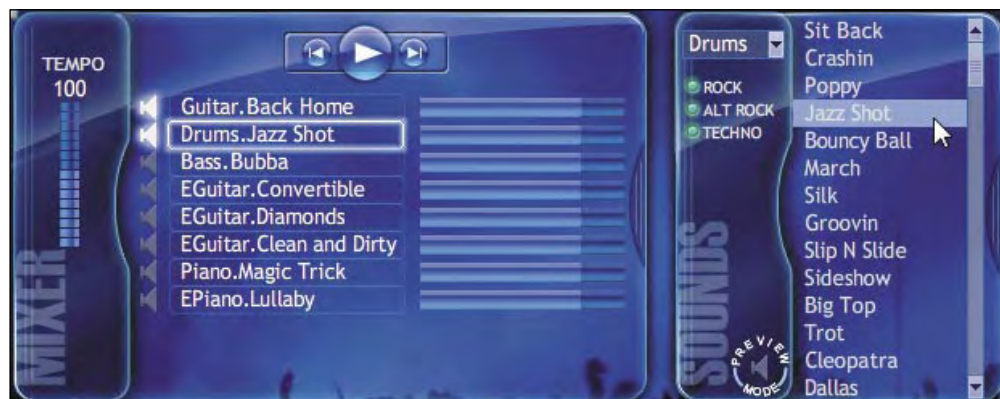 TEMPO
100
MIXER
Guitar.Back Home
Drums.Jazz Shot
Bass.Bubba
EGuitar.Convertible
EGuitar.Diamonds
EGuitar.Clean and Dirty
Piano.Magic Trick
EPiano.Lullaby
Drums
ROCK
ALT ROCK
TECHNO
SOUNDS
PREVIEW
MODE
Sit Back
Crashin
Poppy
Jazz Shot
Bouncy Ball
March
Silk
Groovin
Slip N Slide
Sideshow
Big Top
Trot
Cleopatra
Dallas